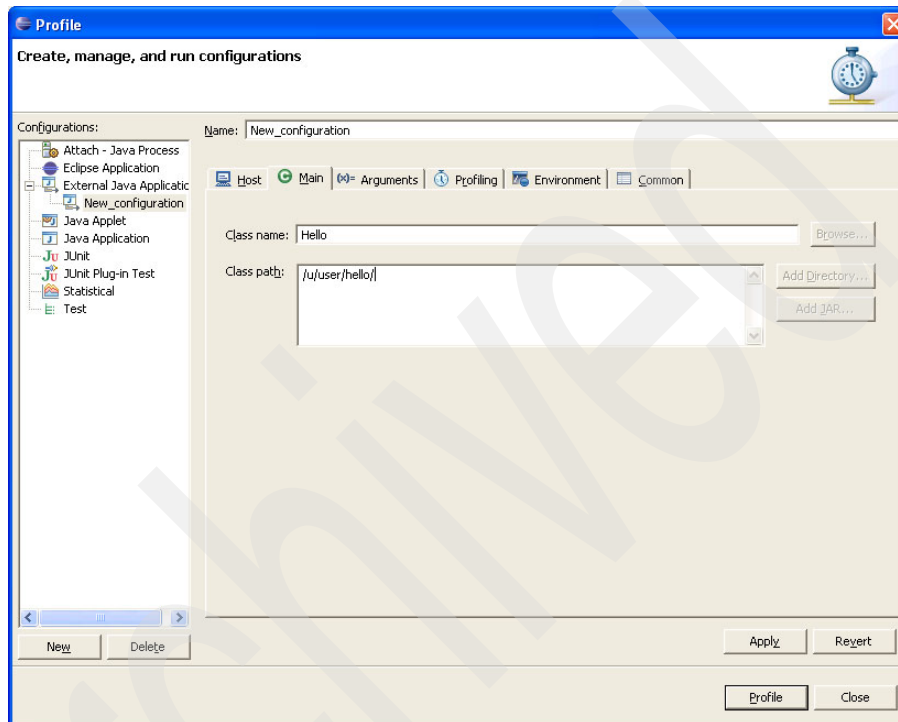 Profile
Create, manage, and run configurations
Configurations:
Attach - Java Process
Eclipse Application
External Java Applicatic
New_configuration
Java Applet
Java Application
JUnit
JUnit Plug-in Test
Statistical
Test
New
Delete
Name: New_configuration
Host Main Arguments Profiling Environment Common
Class name: Hello Browse...
Class path: /u/user/hello/ Add Directory...
Add JAR...
Apply Revert
Profile Close
Archived